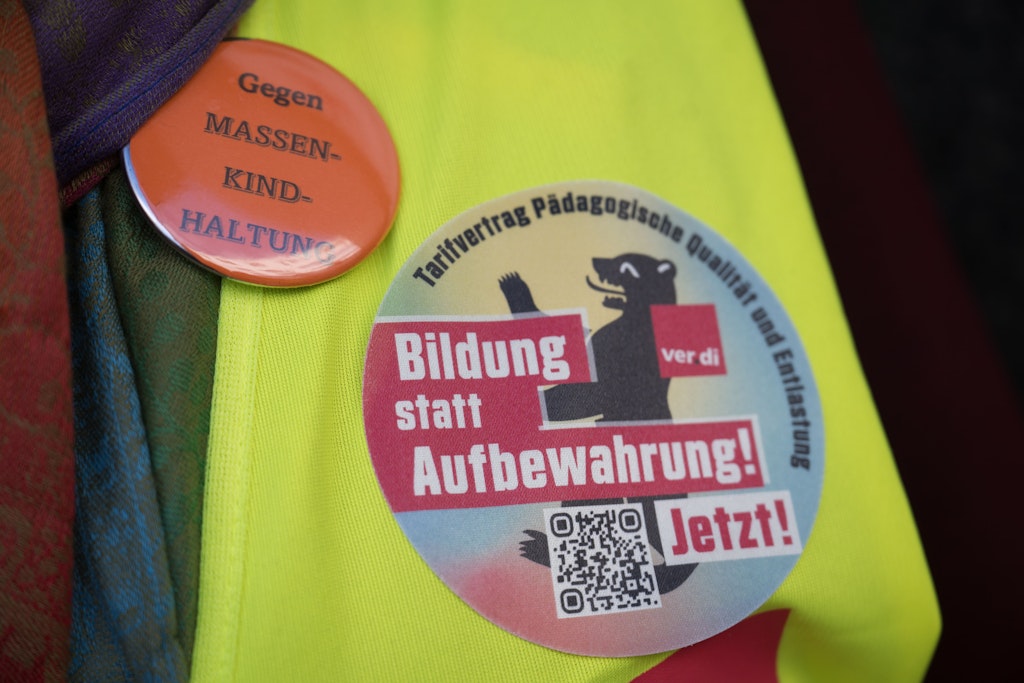 Gegen
MASSEN-
KIND-
HALTUNG
Tarifvertrag Pädagogische Qualität und Entlastung
ver di
Bildung
statt
Aufbewahrung!
Jetzt!